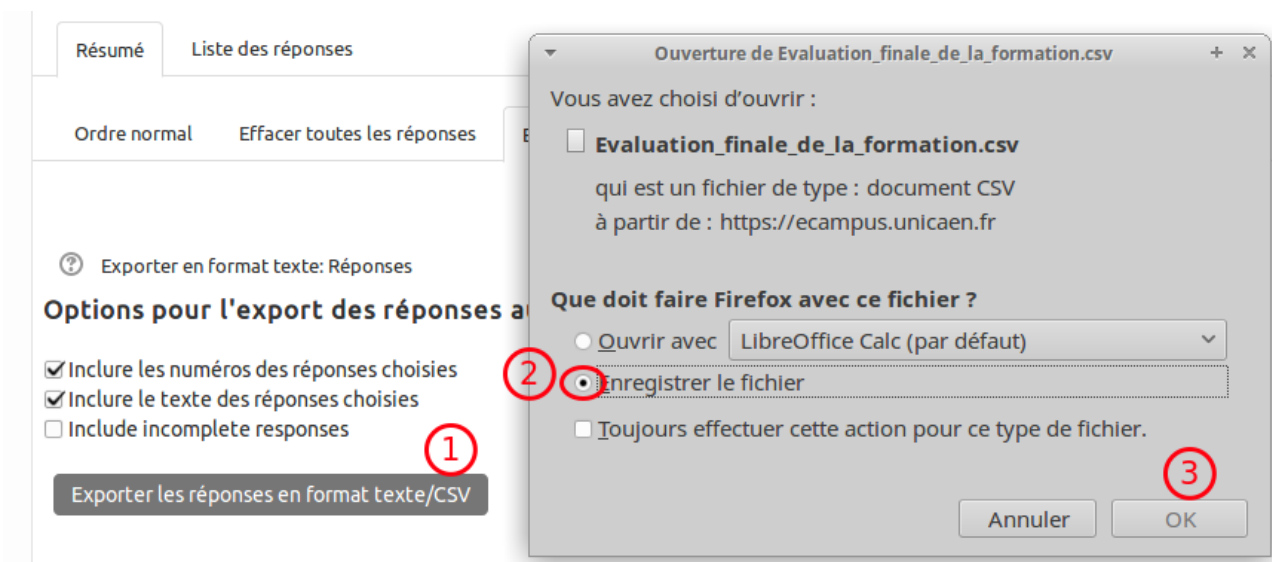 Résumé
Liste des réponses
Ordre normal
Effacer toutes les réponses
Exporter en format texte: Réponses
Options pour l'export des réponses
Inclure les numéros des réponses choisies
Inclure le texte des réponses choisies
Include incomplete responses
1
Exporter les réponses en format texte/CSV
Ouverture de Evaluation_finale_de_la_formation.csv
Vous avez choisi d'ouvrir :
Evaluation_finale_de_la_formation.csv
qui est un fichier de type : document CSV
à partir de : https://ecampus.unicaen.fr
Que doit faire Firefox avec ce fichier ?
Ouvrir avec LibreOffice Calc (par défaut)
2
Enregistrer le fichier
Toujours effectuer cette action pour ce type de fichier.
3
Annuler
OK